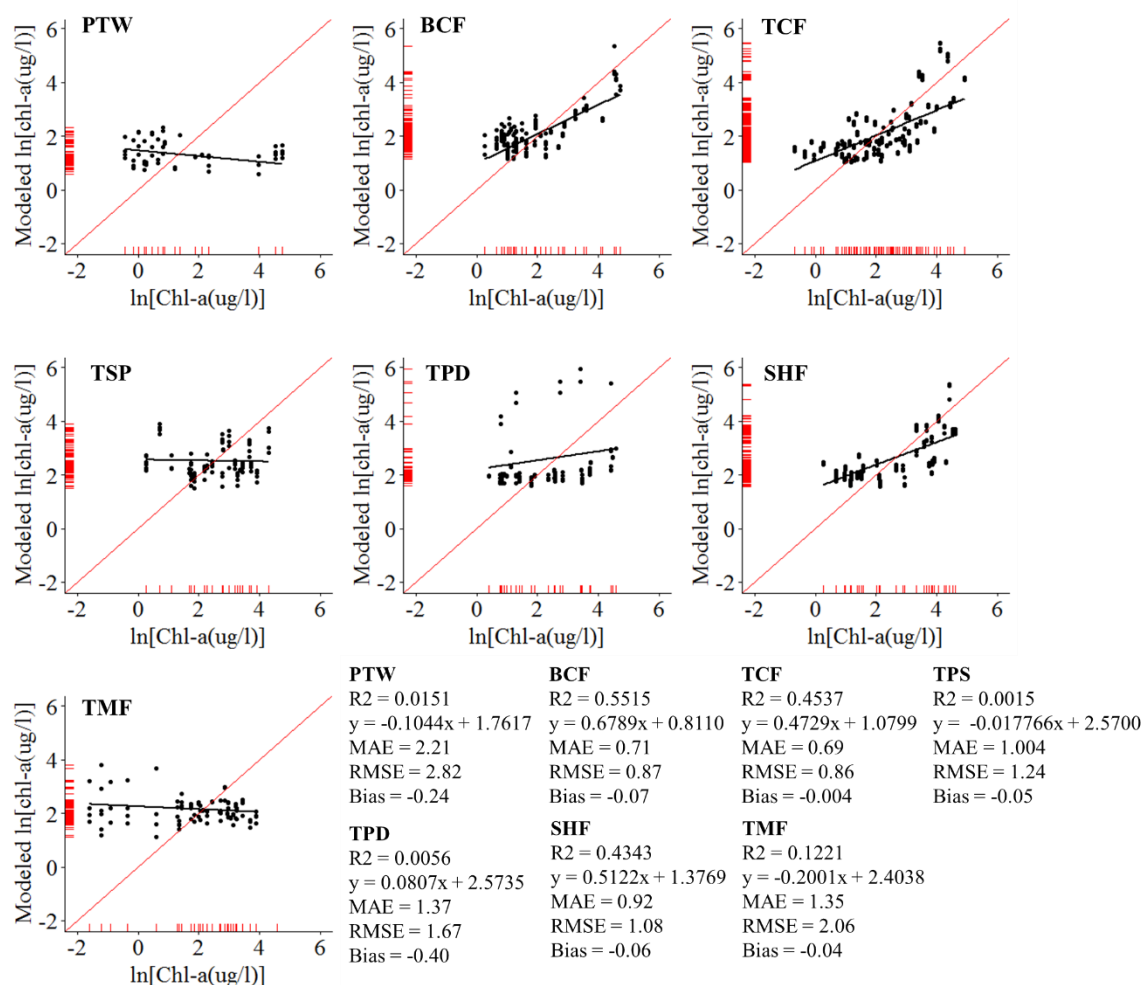 PTW
Modeled ln[chl-a(ug/l)]
6
4
2
0
-2
-2 0 2 4 6
ln[Chl-a(ug/l)]
BCF
Modeled ln[chl-a(ug/l)]
6
4
2
0
-2
-2 0 2 4 6
ln[Chl-a(ug/l)]
TCF
Modeled ln[chl-a(ug/l)]
6
4
2
0
-2
-2 0 2 4 6
ln[Chl-a(ug/l)]
TSP
Modeled ln[chl-a(ug/l)]
6
4
2
0
-2
-2 0 2 4 6
ln[Chl-a(ug/l)]
TPD
Modeled ln[chl-a(ug/l)]
6
4
2
0
-2
-2 0 2 4 6
ln[Chl-a(ug/l)]
SHF
Modeled ln[chl-a(ug/l)]
6
4
2
0
-2
-2 0 2 4 6
ln[Chl-a(ug/l)]
TMF
Modeled ln[chl-a(ug/l)]
6
4
2
0
-2
-2 0 2 4 6
ln[Chl-a(ug/l)]
PTW
R2 = 0.0151
y = -0.1044x + 1.7617
MAE = 2.21
RMSE = 2.82
Bias = -0.24
BCF
R2 = 0.5515
y = 0.6789x + 0.8110
MAE = 0.71
RMSE = 0.87
Bias = -0.07
TCF
R2 = 0.4537
y = 0.4729x + 1.0799
MAE = 0.69
RMSE = 0.86
Bias = -0.004
TPS
R2 = 0.0015
y = -0.017766x + 2.5700
MAE = 1.004
RMSE = 1.24
Bias = -0.05
TPD
R2 = 0.0056
y = 0.0807x + 2.5735
MAE = 1.37
RMSE = 1.67
Bias = -0.40
SHF
R2 = 0.4343
y = 0.5122x + 1.3769
MAE = 0.92
RMSE = 1.08
Bias = -0.06
TMF
R2 = 0.1221
y = -0.2001x + 2.4038
MAE = 1.35
RMSE = 2.06
Bias = -0.04